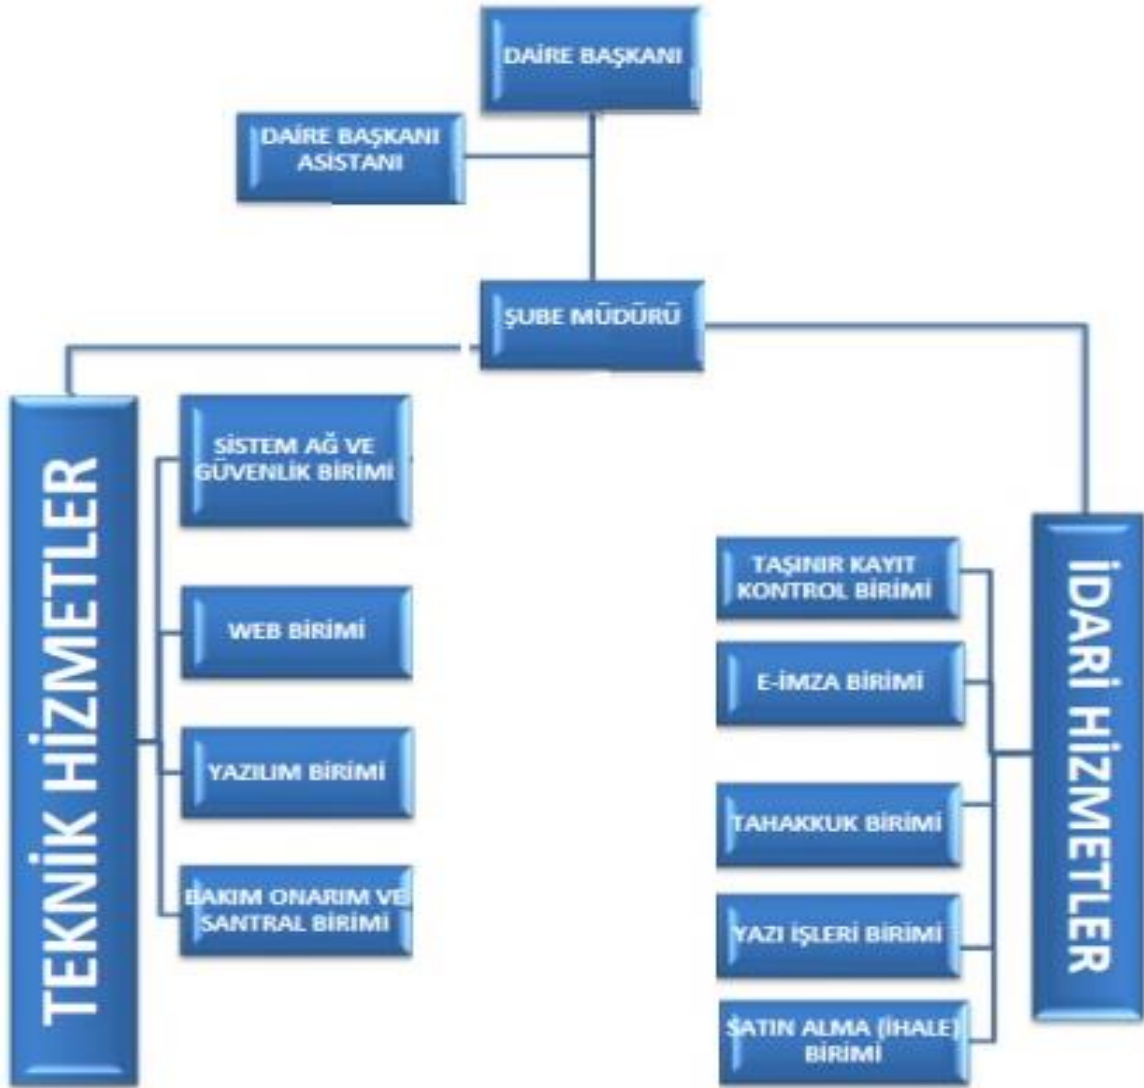 DAİRE BAŞKANI
DAİRE BAŞKANI
ASİSTANI
ŞUBE MÜDÜRÜ
TEKNİK HİZMETLER
SİSTEM AĞ VE
GÜVENLİK BİRİMİ
WEB BİRİMİ
YAZILIM BİRİMİ
BAKIM ONARIM VE
SANTRAL BİRİMİ
İDARİ HİZMETLER
TAŞINIR KAYIT
KONTROL BİRİMİ
E-İMZA BİRİMİ
TAHAKKUK BİRİMİ
YAZI İŞLERİ BİRİMİ
SATIN ALMA (İHALE)
BİRİMİ